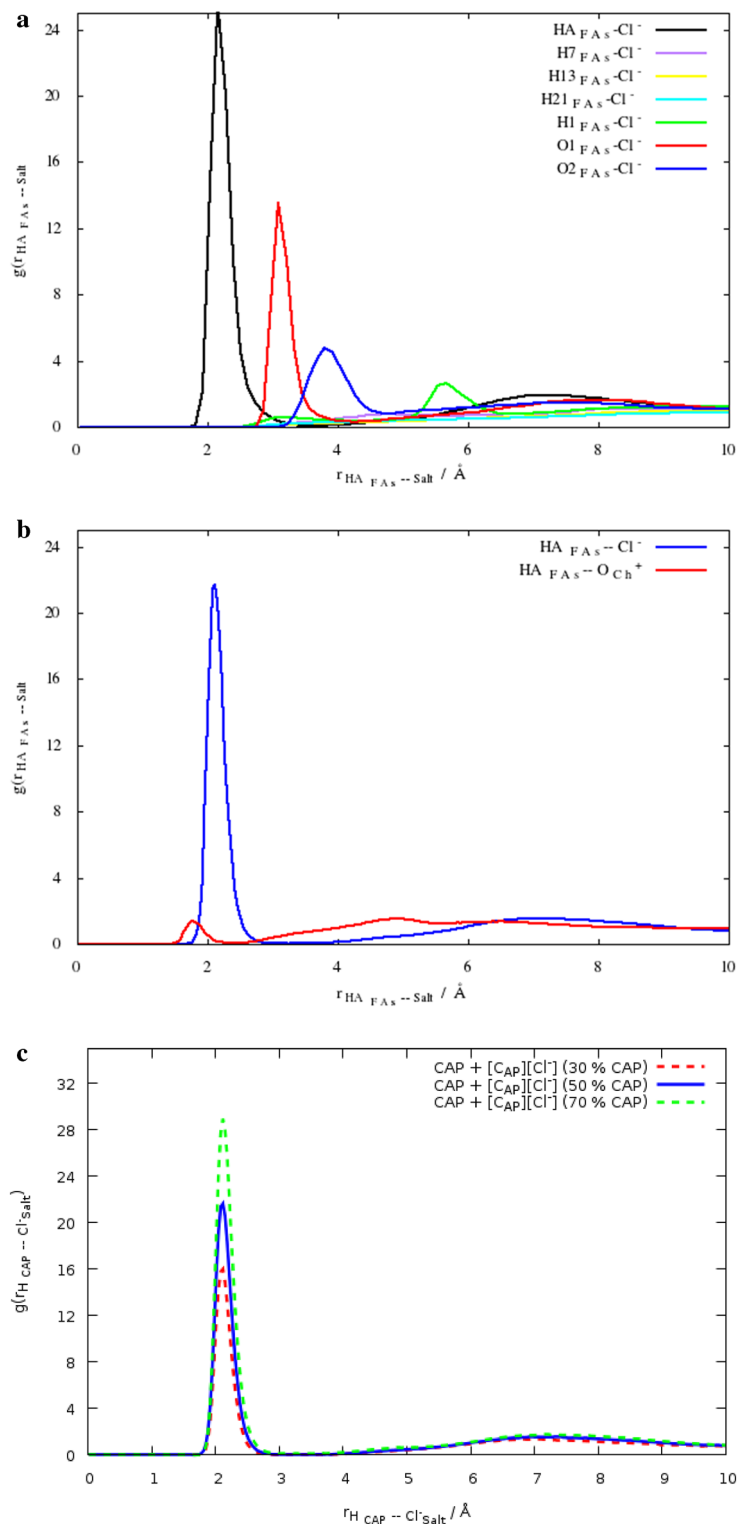 a
24
20
16
12
8
4
0
g(r HA FAs -- Salt
HA FAs-Cl-
H7 FAs-Cl-
H13 FAs-Cl-
H21 FAs-Cl-
H1 FAs-Cl-
O1 FAs-Cl-
O2 FAs-Cl-
0 2 4 6 8 10
r HA FAs -- Salt / Å
b
24
20
16
12
8
4
0
g(r HA FAs -- Salt
HA FAs-- Cl-
HA FAs-- O Ch+
0 2 4 6 8 10
r HA FAs -- Salt / Å
c
32
28
24
20
16
12
8
4
0
g(rH CAP -- Cl-Salt)
CAP + [CAP][Cl-] (30 % CAP)
CAP + [CAP][Cl-] (50 % CAP)
CAP + [CAP][Cl-] (70 % CAP)
0 1 2 3 4 5 6 7 8 9 10
rH CAP -- Cl-Salt / Å